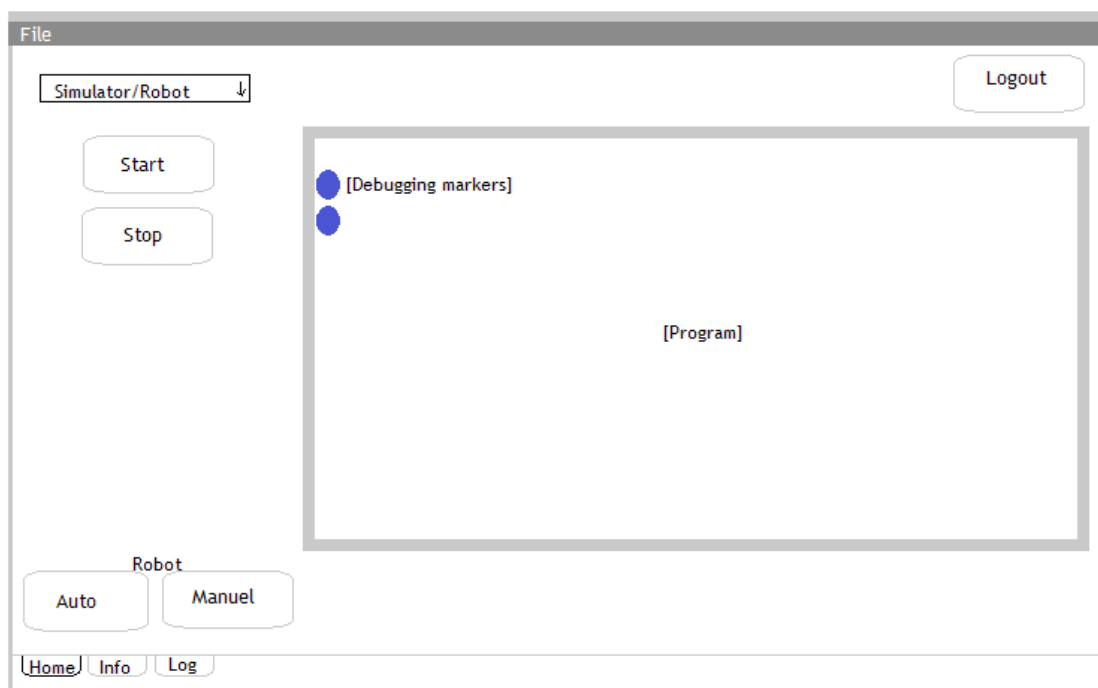 File
Simulator/Robot ↓
Logout
Start
Stop
[Debugging markers]
[Program]
Robot
Auto
Manuel
Home Info Log